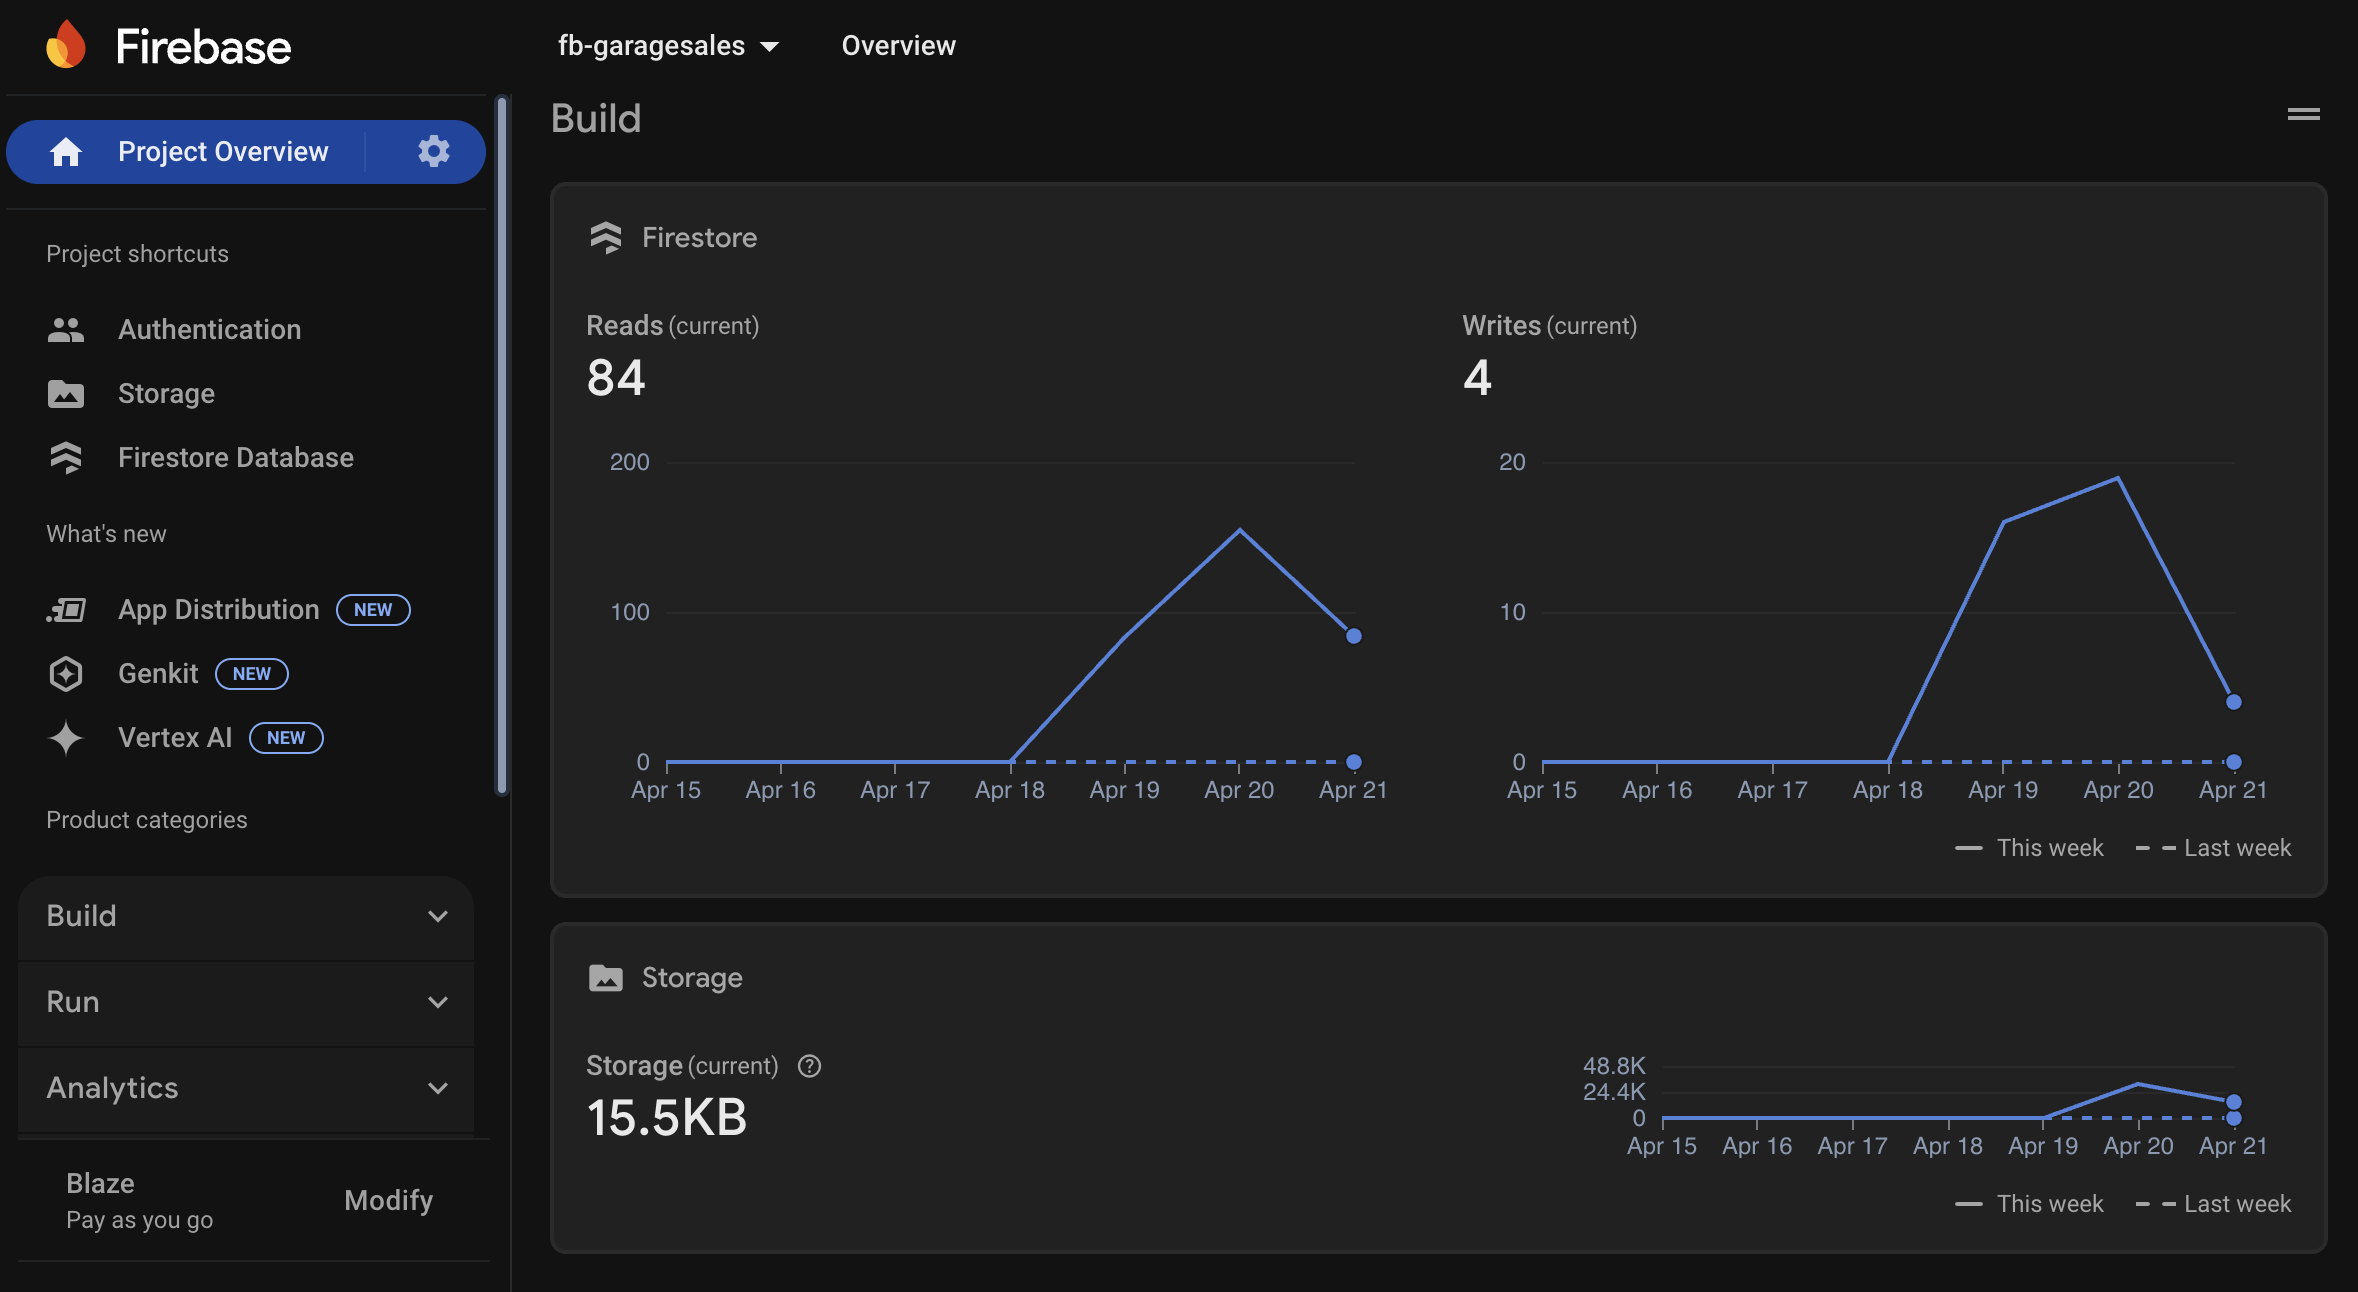 Firebase
fb-garagesales
Overview
Project Overview
Project shortcuts
Authentication
Storage
Firestore Database
What's new
App Distribution NEW
Genkit NEW
Vertex AI NEW
Product categories
Build
Run
Analytics
Blaze
Pay as you go
Modify
Build
Firestore
Reads (current)
84
200
100
0
Apr 15 Apr 16 Apr 17 Apr 18 Apr 19 Apr 20 Apr 21
Writes (current)
4
20
10
0
Apr 15 Apr 16 Apr 17 Apr 18 Apr 19 Apr 20 Apr 21
This week Last week
Storage
Storage (current)
15.5KB
48.8K
24.4K
0
Apr 15 Apr 16 Apr 17 Apr 18 Apr 19 Apr 20 Apr 21
This week Last week